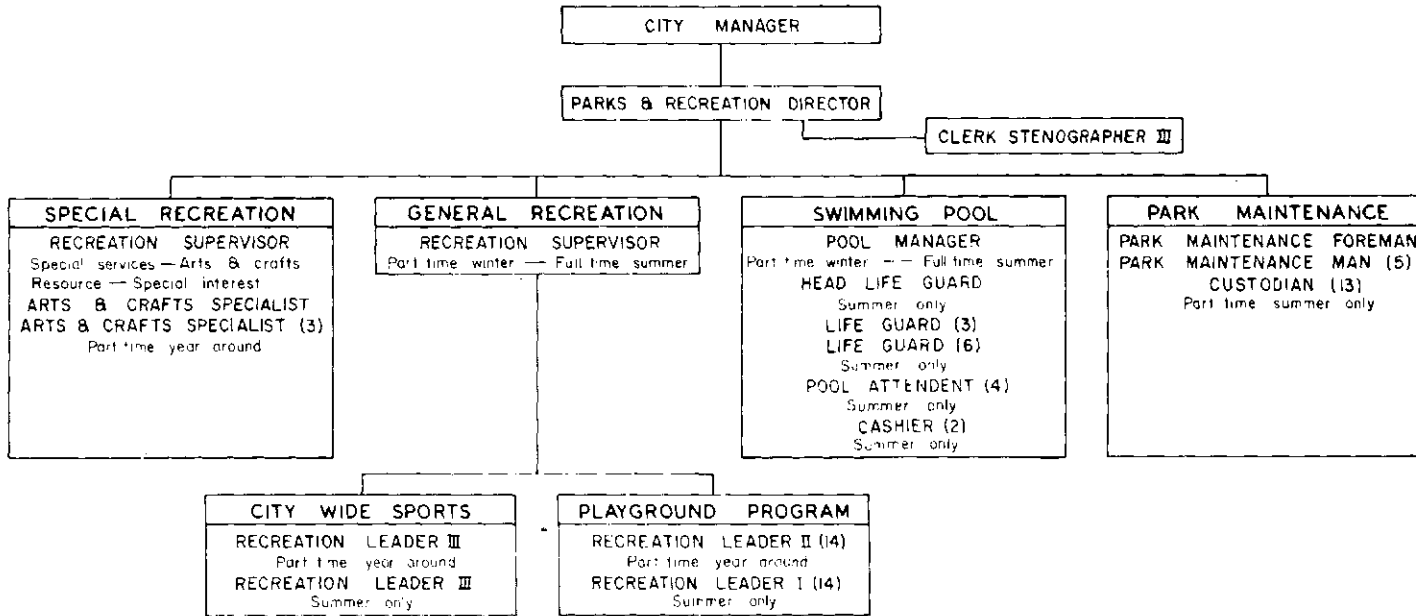 CITY MANAGER
PARKS & RECREATION DIRECTOR
CLERK STENOGRAPHER III
SPECIAL RECREATION
RECREATION SUPERVISOR
Special services — Arts & crafts
Resource — Special interest
ARTS & CRAFTS SPECIALIST
ARTS & CRAFTS SPECIALIST (3)
Part time year around
GENERAL RECREATION
RECREATION SUPERVISOR
Part time winter — Full time summer
SWIMMING POOL
POOL MANAGER
Part time winter -- Full time summer
HEAD LIFE GUARD
Summer only
LIFE GUARD (3)
LIFE GUARD (6)
Summer only
POOL ATTENDENT (4)
Summer only
CASHIER (2)
Summer only
PARK MAINTENANCE
PARK MAINTENANCE FOREMAN
PARK MAINTENANCE MAN (5)
CUSTODIAN (13)
Part time summer only
CITY WIDE SPORTS
RECREATION LEADER III
Part time year around
RECREATION LEADER III
Summer only
PLAYGROUND PROGRAM
RECREATION LEADER II (14)
Part time year around
RECREATION LEADER I (14)
Summer only